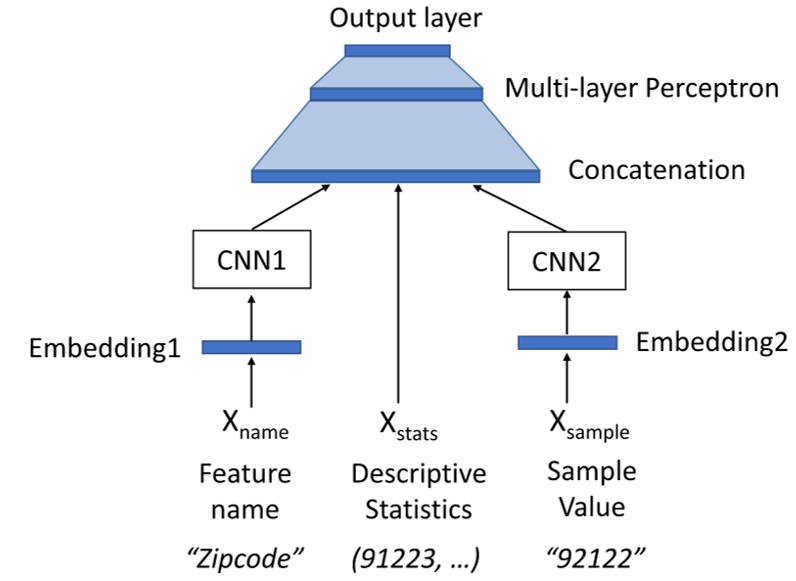 Output layer
Multi-layer Perceptron
Concatenation
CNN1
CNN2
Embedding1
Embedding2
Xname
Xstats
Xsample
Feature name
Descriptive Statistics
Sample Value
“Zipcode”
(91223, ...)
“92122”